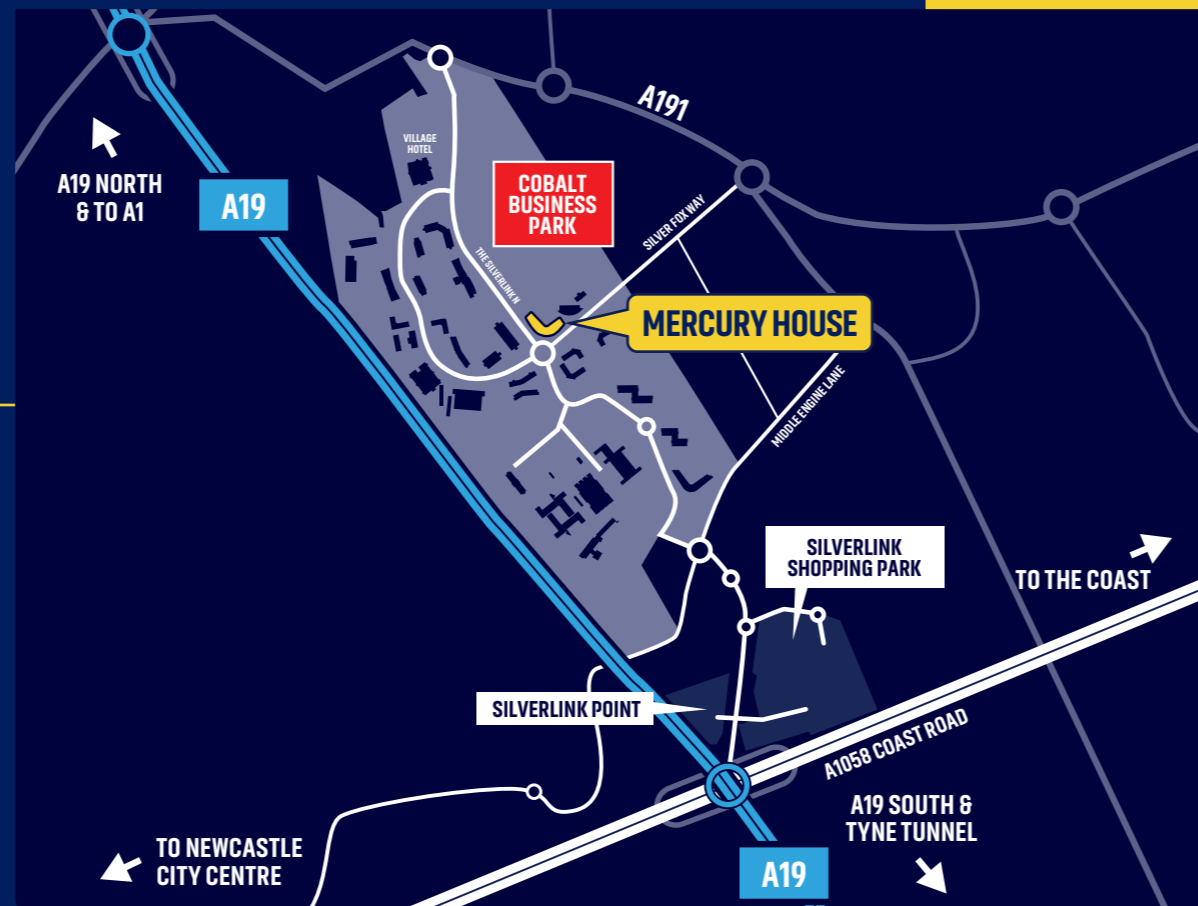 A191
VILLAGE
HOTEL
A19 NORTH
& TO A1
A19
COBALT
BUSINESS
PARK
SILVER FOX WAY
THE SILVERLINK N
MERCURY HOUSE
MIDDLE ENGINE LANE
SILVERLINK
SHOPPING PARK
TO THE COAST
SILVERLINK POINT
A1058 COAST ROAD
A19 SOUTH &
TYNE TUNNEL
TO NEWCASTLE
CITY CENTRE
A19